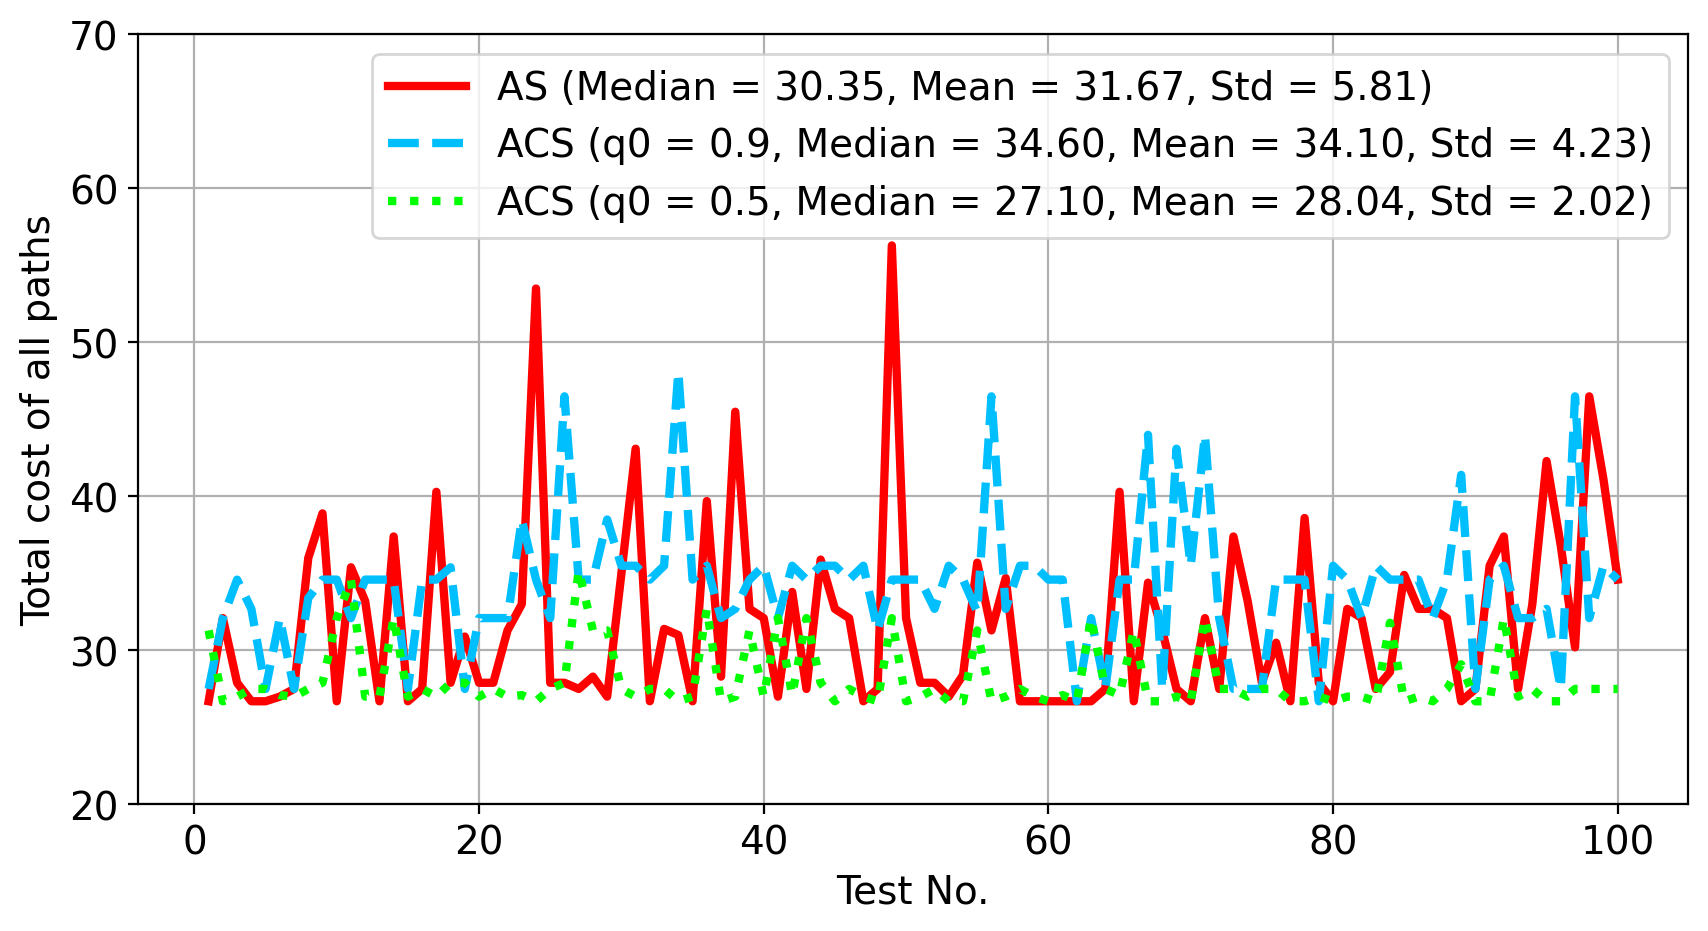 70
60
50
40
30
20
Total cost of all paths
AS (Median = 30.35, Mean = 31.67, Std = 5.81)
ACS (q0 = 0.9, Median = 34.60, Mean = 34.10, Std = 4.23)
ACS (q0 = 0.5, Median = 27.10, Mean = 28.04, Std = 2.02)
0 20 40 60 80 100
Test No.